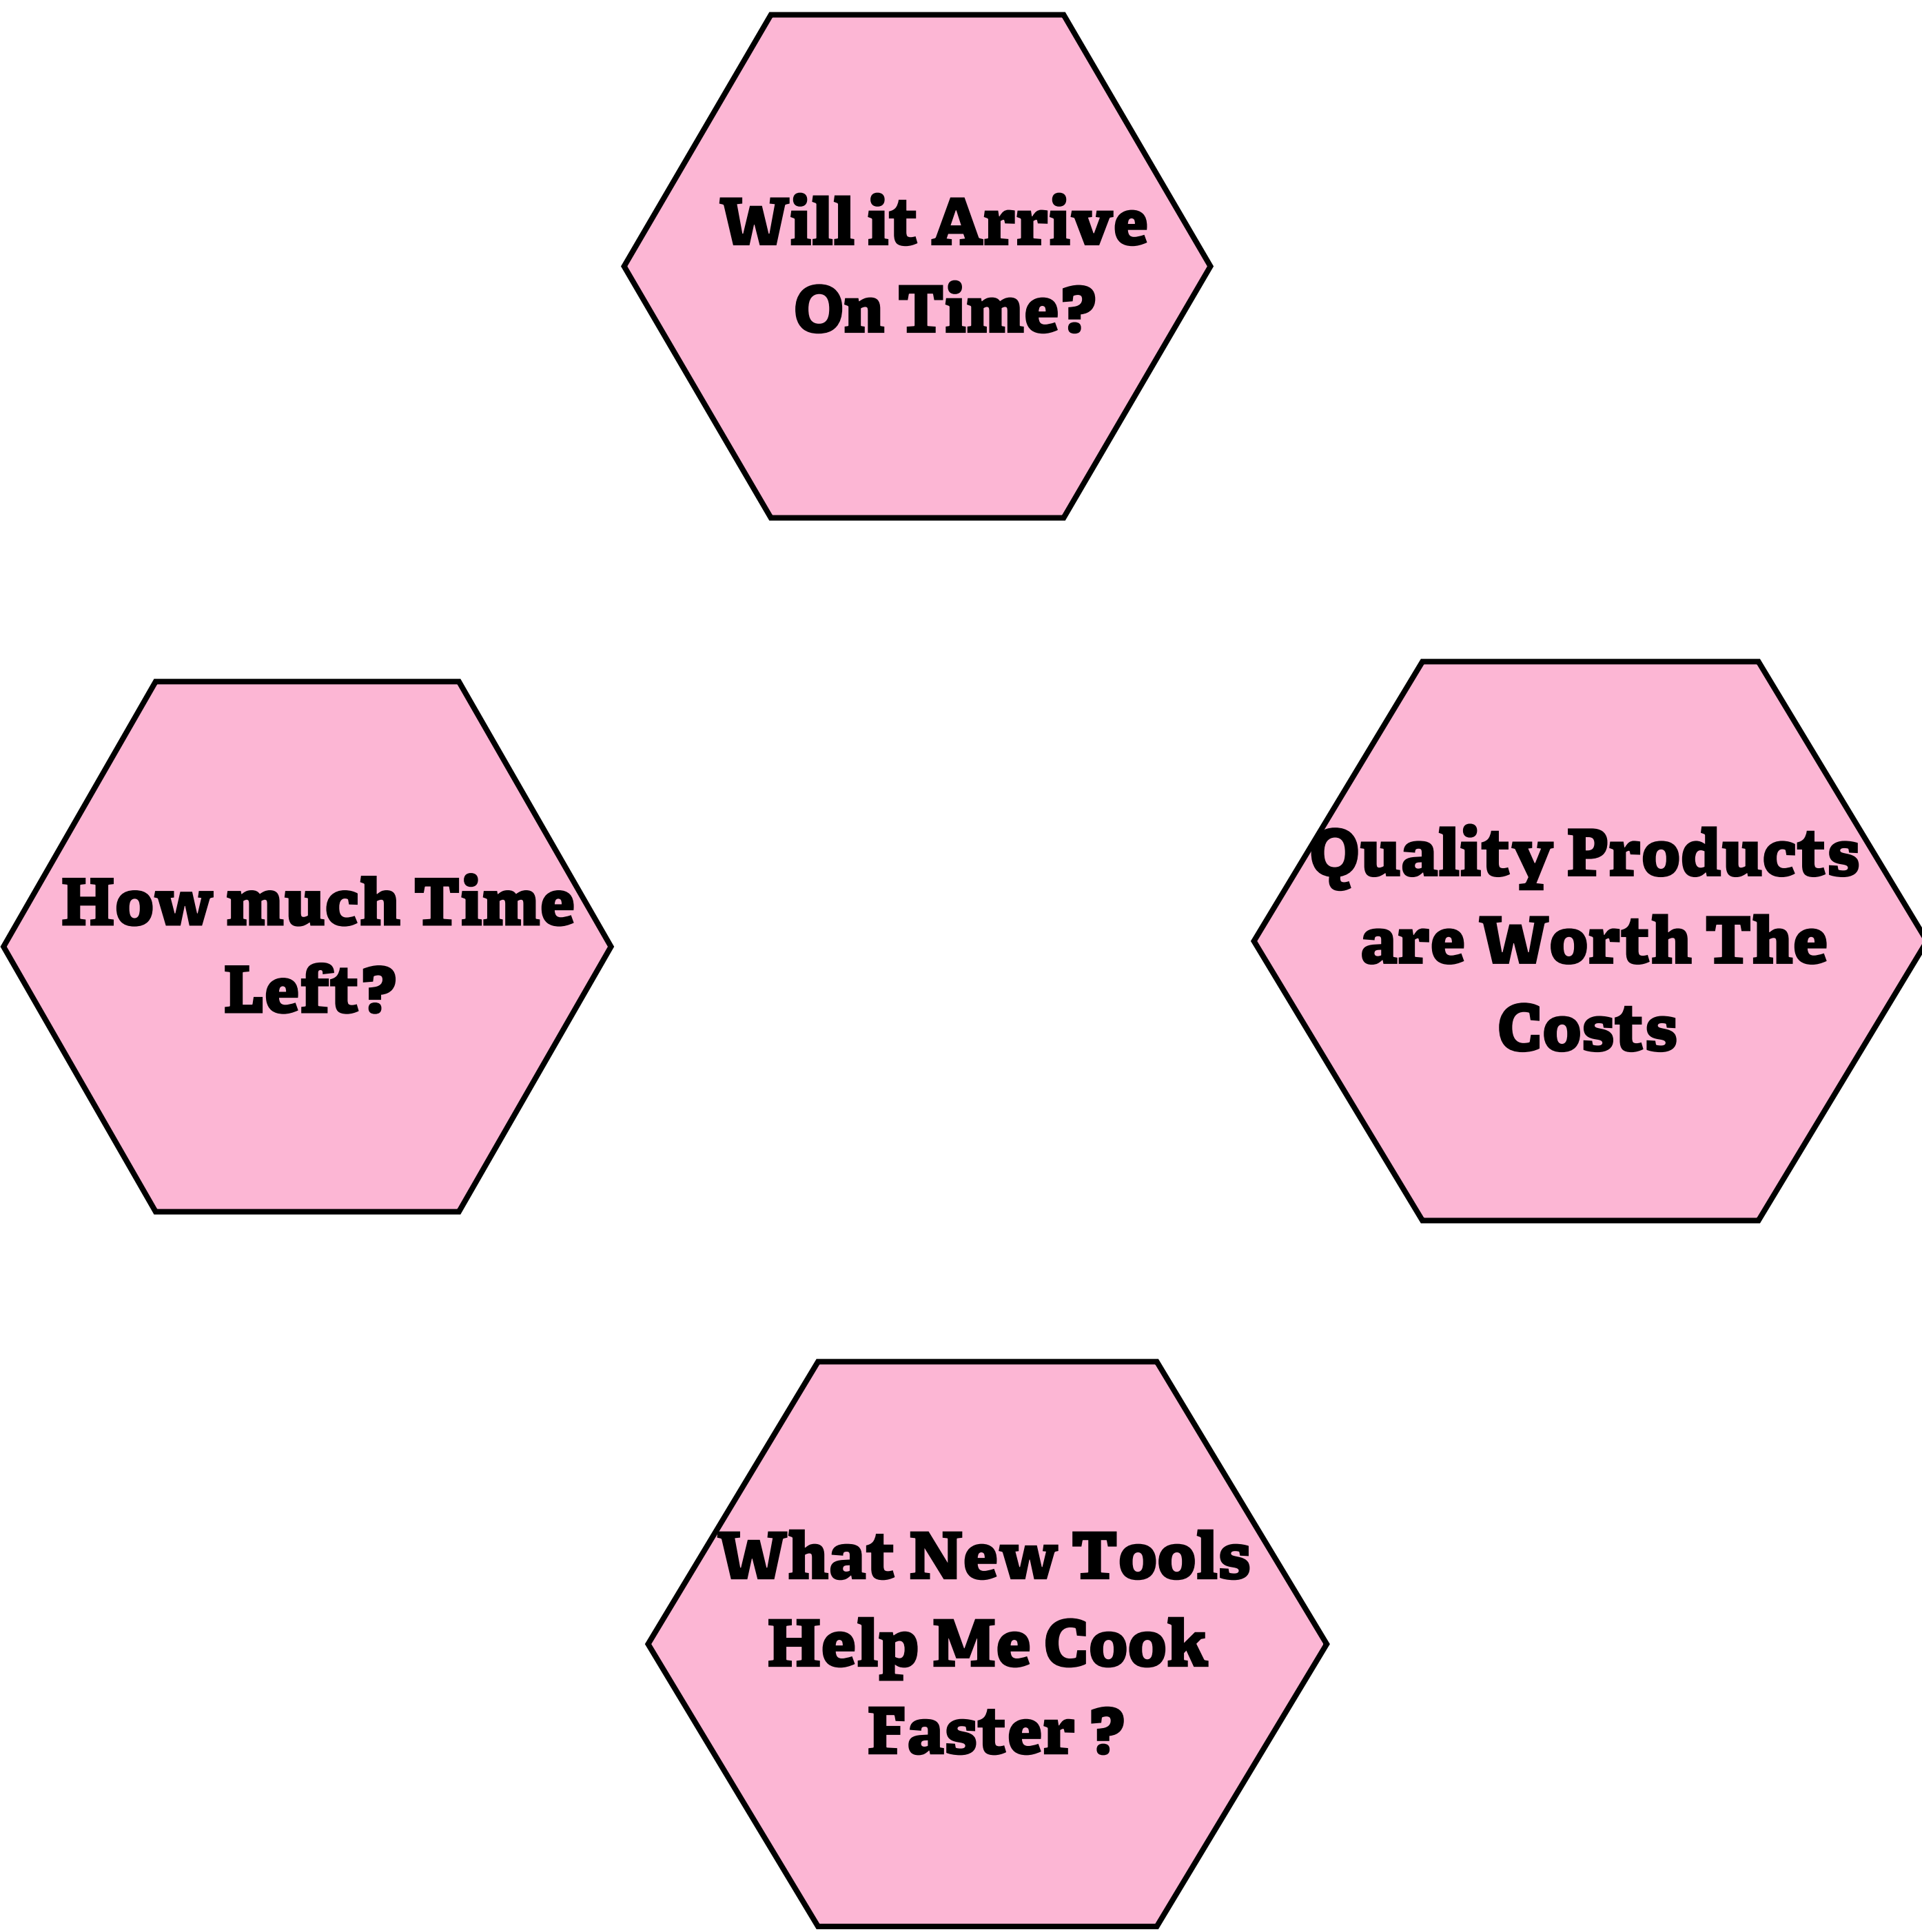 Will it Arrive
On Time?
How much Time
Left?
Quality Products
are Worth The
Costs
What New Tools
Help Me Cook
Faster ?